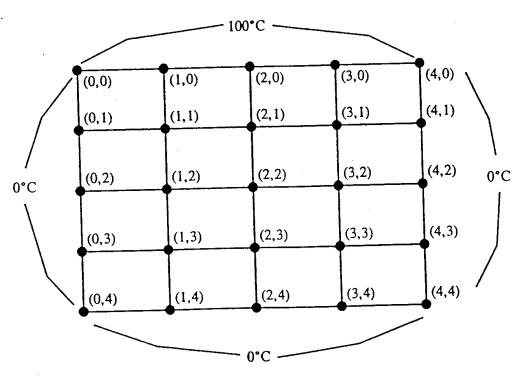 100°C
(0,0) (1,0) (2,0) (3,0) (4,0)
(0,1) (1,1) (2,1) (3,1) (4,1)
(0,2) (1,2) (2,2) (3,2) (4,2)
0°C 0°C
(0,3) (1,3) (2,3) (3,3) (4,3)
(0,4) (1,4) (2,4) (3,4) (4,4)
0°C